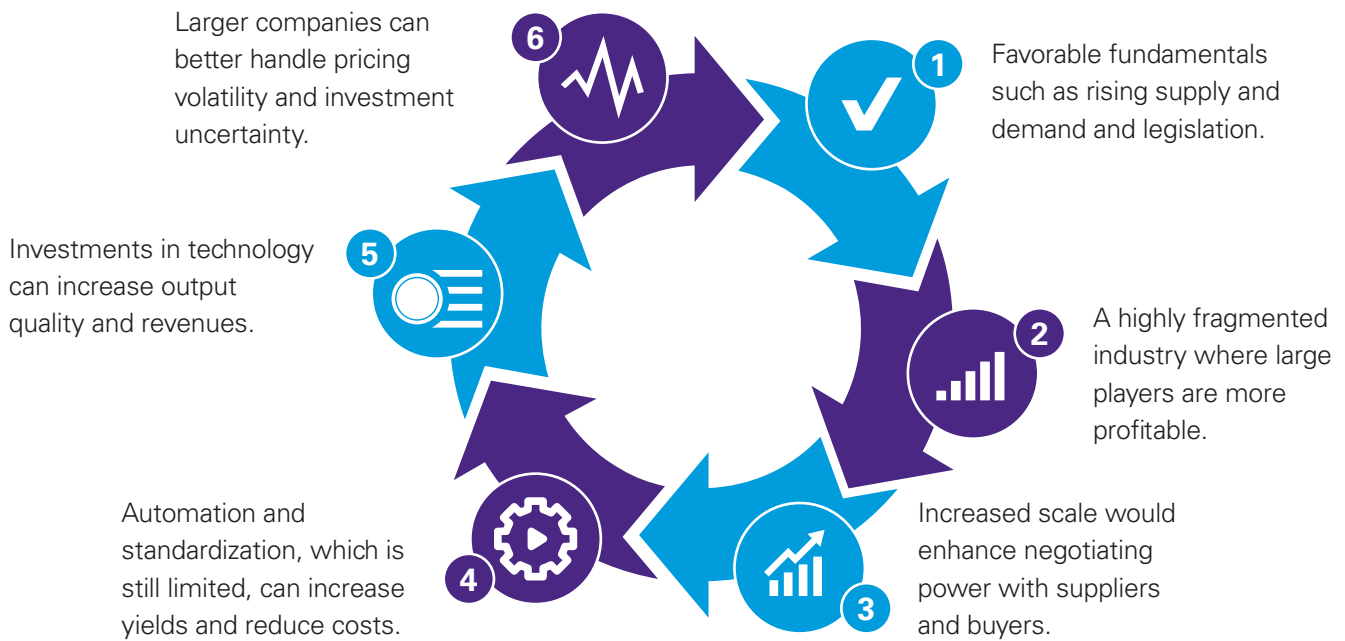 1
Favorable fundamentals
such as rising supply and
demand and legislation.
2
A highly fragmented
industry where large
players are more
profitable.
3
Increased scale would
enhance negotiating
power with suppliers
and buyers.
4
Automation and
standardization, which is
still limited, can increase
yields and reduce costs.
5
Investments in technology
can increase output
quality and revenues.
6
Larger companies can
better handle pricing
volatility and investment
uncertainty.